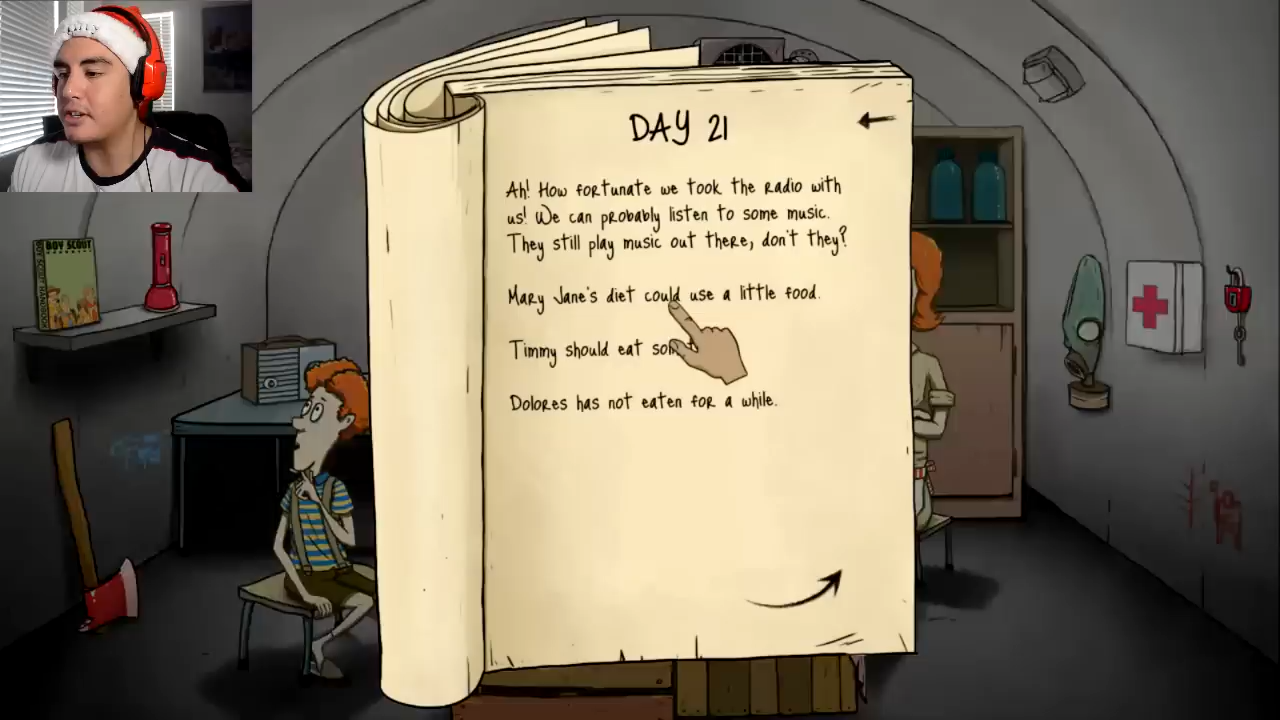 DAY 21
Ah! How fortunate we took the radio with
us! We can probably listen to some music.
They still play music out there, don't they?
Mary Jane's diet could use a little food.
Timmy should eat
Dolores has not eaten for a while.
BOY SCOUT